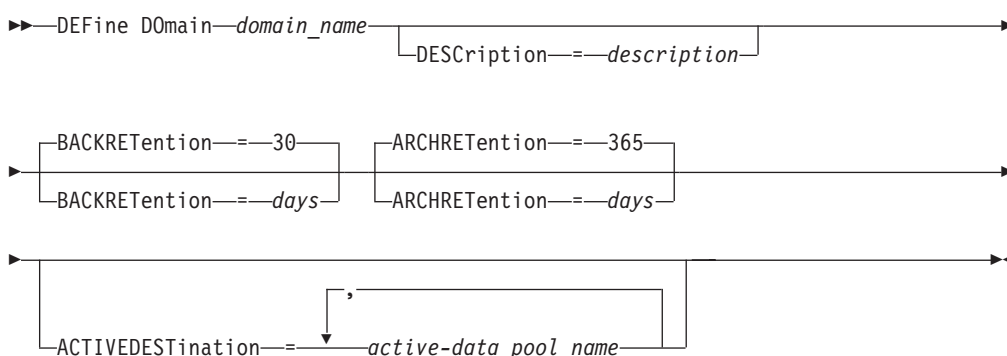 DEFine DOmain domain_name
DESCription = description
BACKRETention = 30 ARCHRETention = 365
BACKRETention = days ARCHRETention = days
,
ACTIVEDESTination = active-data pool name